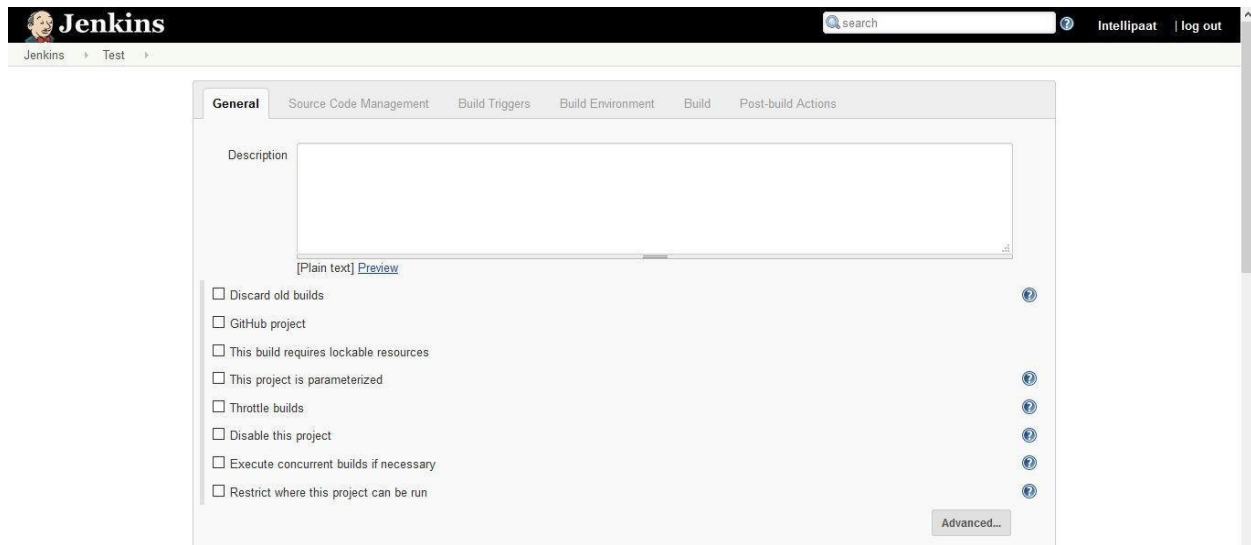 Jenkins
search
Intellipaat | log out
Jenkins Test
General Source Code Management Build Triggers Build Environment Build Post-build Actions
Description
[Plain text] Preview
Discard old builds
GitHub project
This build requires lockable resources
This project is parameterized
Throttle builds
Disable this project
Execute concurrent builds if necessary
Restrict where this project can be run
Advanced...